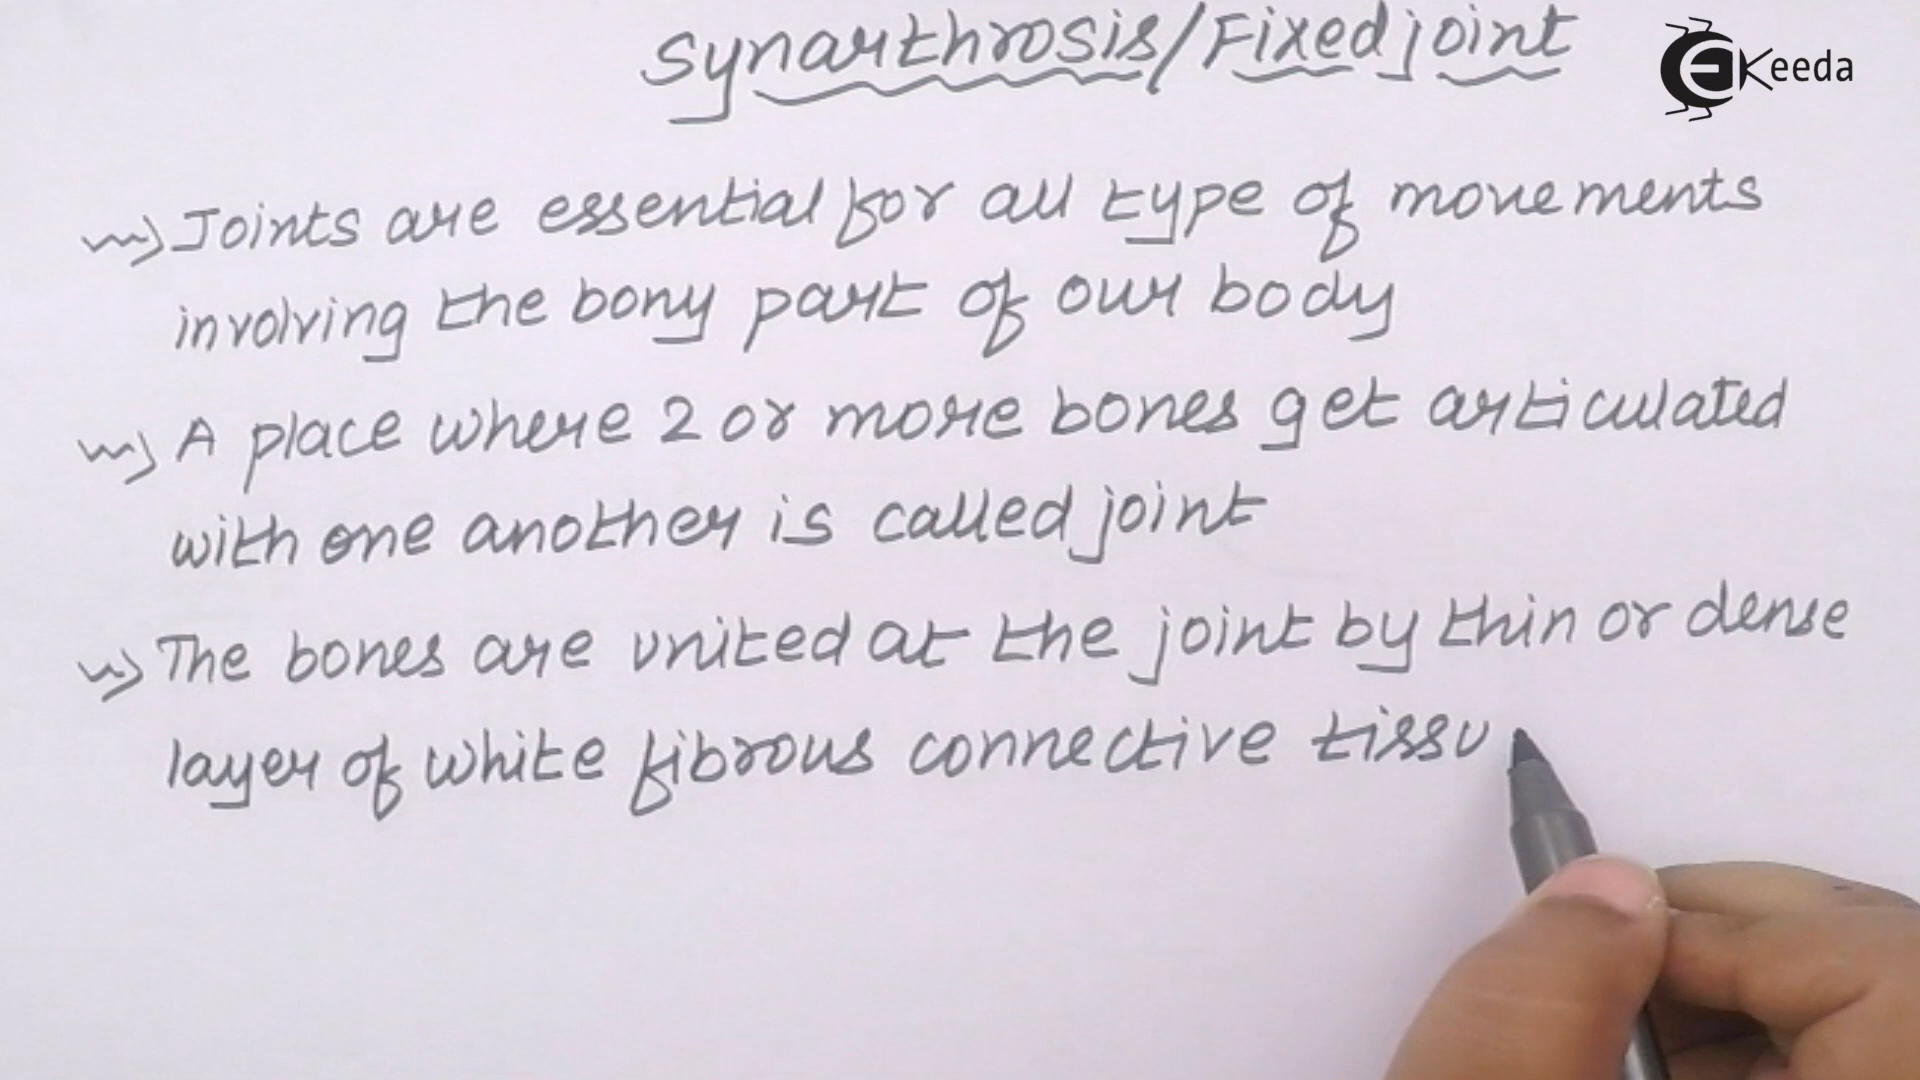 Synarthrosis/Fixed joint
Keeda
Joints are essential for all type of movements
involving the bony part of our body
A place where 2 or more bones get articulated
with one another is called joint
The bones are united at the joint by thin or dense
layer of white fibrous connective tissu